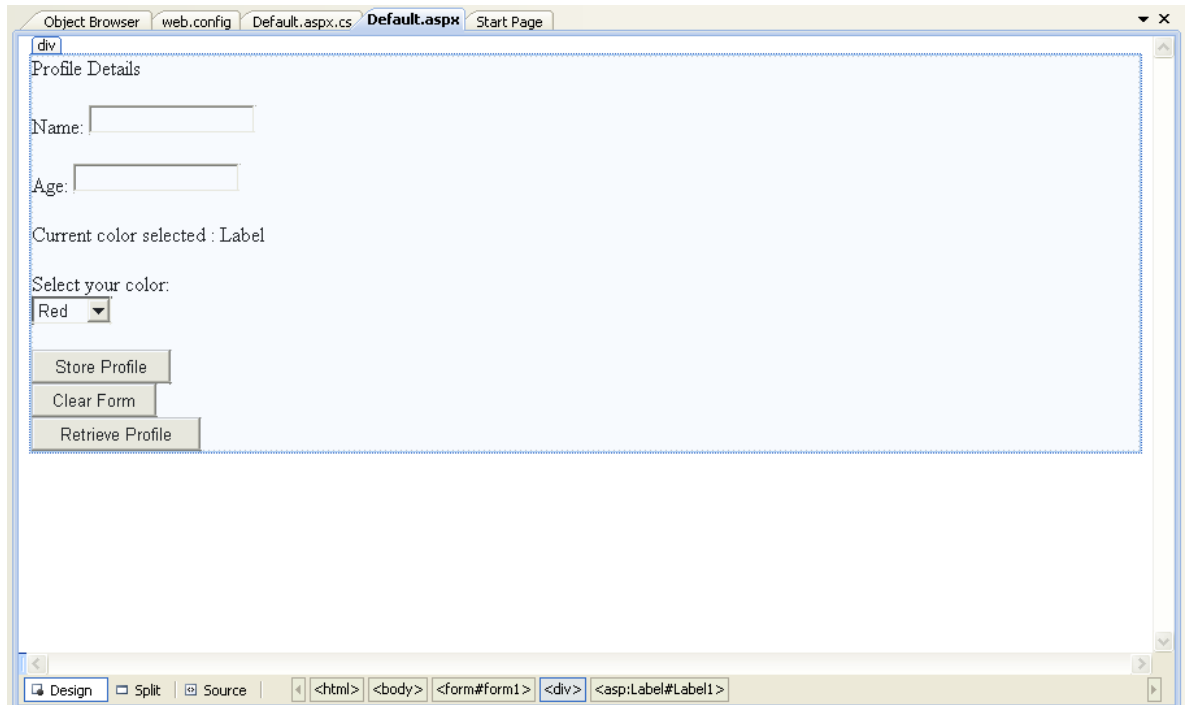 Object Browser web.config Default.aspx.cs Default.aspx Start Page
div
Profile Details
Name:
Age:
Current color selected : Label
Select your color:
Red
Store Profile
Clear Form
Retrieve Profile
Design Split Source <html> <body> <form#form1> <div> <asp:Label#Label1>